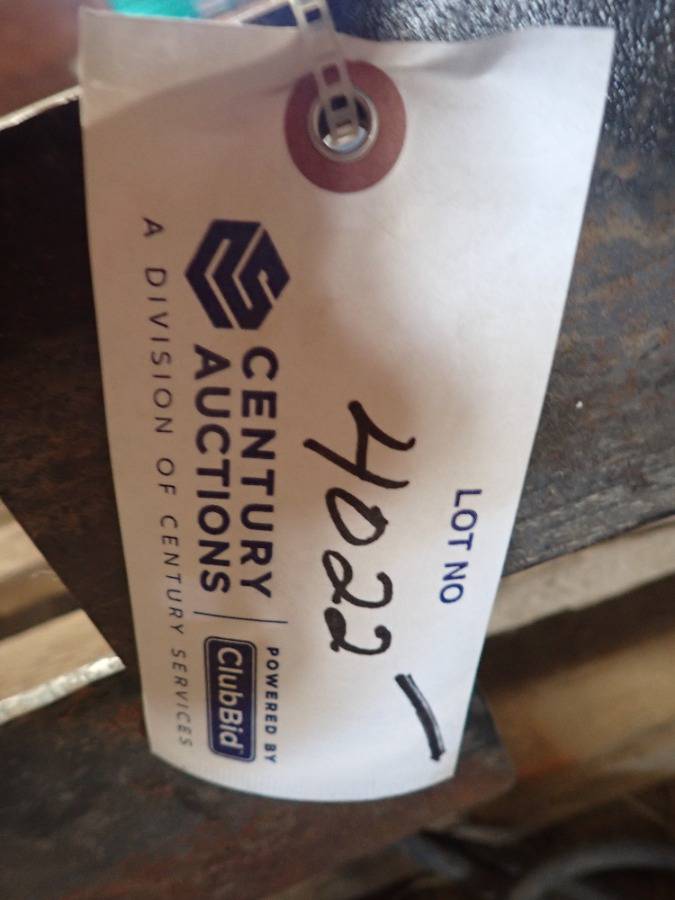 LOT NO
4022
CENTURY
AUCTIONS
POWERED BY
ClubBid
A DIVISION OF CENTURY SERVICES